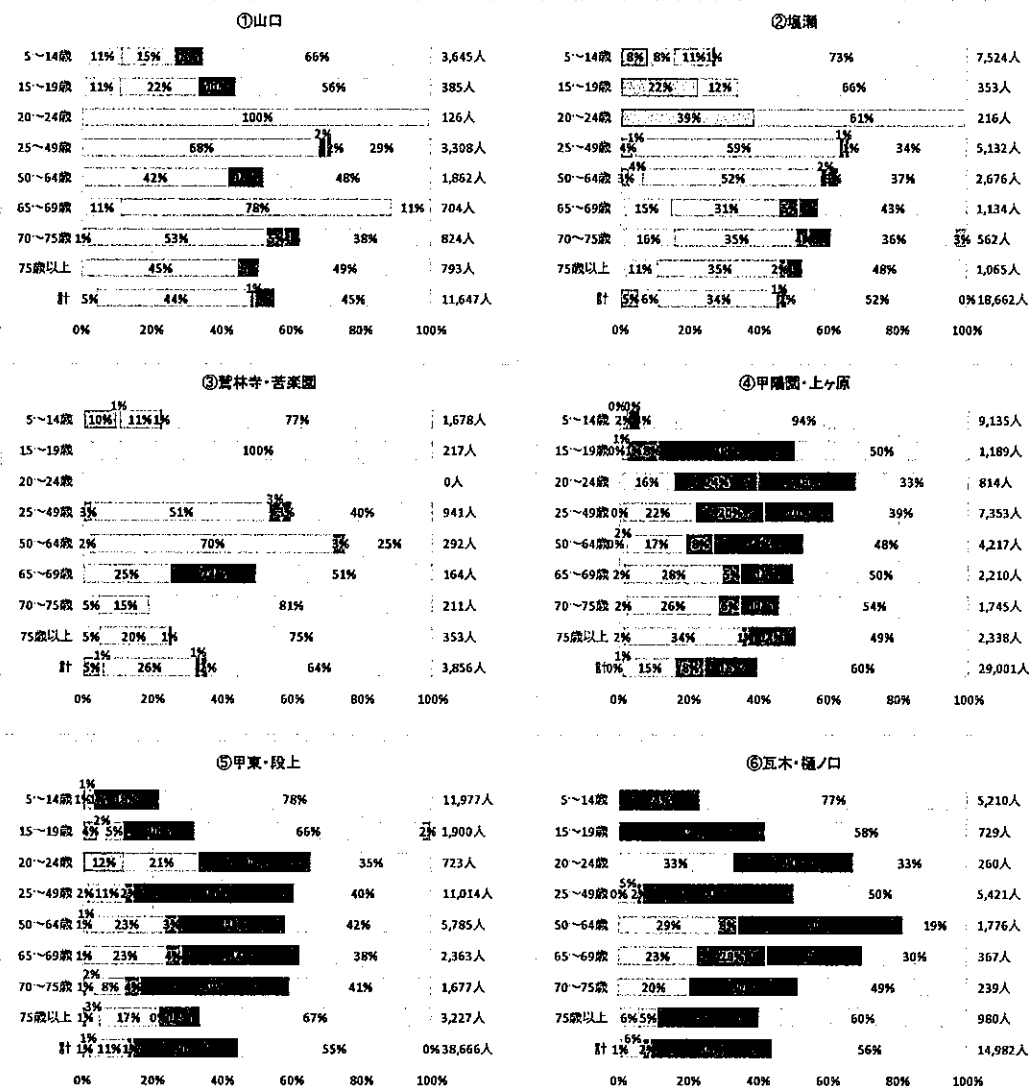 ①山口
5~14歳 11% 15% 66% 3,645人
15~19歳 11% 22% 56% 385人
20~24歳 100% 126人
2%
25~49歳 68% 2% 29% 3,308人
50~64歳 42% 48% 1,862人
65~69歳 11% 78% 11% 704人
70~75歳 1% 53% 38% 824人
75歳以上 45% 49% 793人
1%
計 5% 44% 45% 11,647人
0% 20% 40% 60% 80% 100%
②塩瀬
5~14歳 8% 8% 11% 1% 73% 7,524人
15~19歳 22% 12% 66% 353人
20~24歳 39% 61% 216人
1% 1%
25~49歳 4% 59% 1% 34% 5,132人
4% 2%
50~64歳 3% 52% 37% 2,676人
65~69歳 15% 31% 43% 1,134人
70~75歳 16% 35% 4% 36% 3% 562人
75歳以上 11% 35% 2% 48% 1,065人
1%
計 5% 6% 34% 1% 52% 0% 18,662人
0% 20% 40% 60% 80% 100%
③鷲林寺・苦楽園
1%
5~14歳 10% 11% 1% 77% 1,678人
15~19歳 100% 217人
20~24歳 0人
3%
25~49歳 3% 51% 40% 941人
50~64歳 2% 70% 3% 25% 292人
65~69歳 25% 51% 164人
70~75歳 5% 15% 81% 211人
75歳以上 5% 20% 1% 75% 353人
1% 1%
計 5% 26% 64% 3,856人
0% 20% 40% 60% 80% 100%
④甲陽園・上ヶ原
0% 0%
5~14歳 2% 94% 9,135人
1%
15~19歳 0% 50% 1,189人
20~24歳 16% 24% 33% 814人
25~49歳 0% 22% 20% 39% 7,353人
2%
50~64歳 0% 17% 8% 48% 4,217人
65~69歳 2% 28% 5% 50% 2,210人
70~75歳 2% 26% 54% 1,745人
75歳以上 2% 34% 1% 49% 2,338人
1%
計 0% 15% 60% 29,001人
0% 20% 40% 60% 80% 100%
⑤甲東・段上
1%
5~14歳 1% 78% 11,977人
2%
15~19歳 4% 5% 66% 2% 1,900人
20~24歳 12% 21% 35% 723人
25~49歳 2% 11% 2% 40% 11,014人
1%
50~64歳 1% 23% 3% 42% 5,785人
65~69歳 1% 23% 4% 38% 2,363人
2%
70~75歳 1% 8% 4% 41% 1,677人
3%
75歳以上 1% 17% 0% 67% 3,227人
1%
計 1% 11% 1% 55% 0% 38,666人
0% 20% 40% 60% 80% 100%
⑥瓦木・樋ノ口
5~14歳 77% 5,210人
15~19歳 58% 729人
20~24歳 33% 33% 260人
5%
25~49歳 0% 2% 50% 5,421人
50~64歳 29% 19% 1,776人
65~69歳 23% 30% 367人
70~75歳 20% 49% 239人
75歳以上 6% 5% 60% 980人
6%
計 1% 2% 56% 14,982人
0% 20% 40% 60% 80% 100%